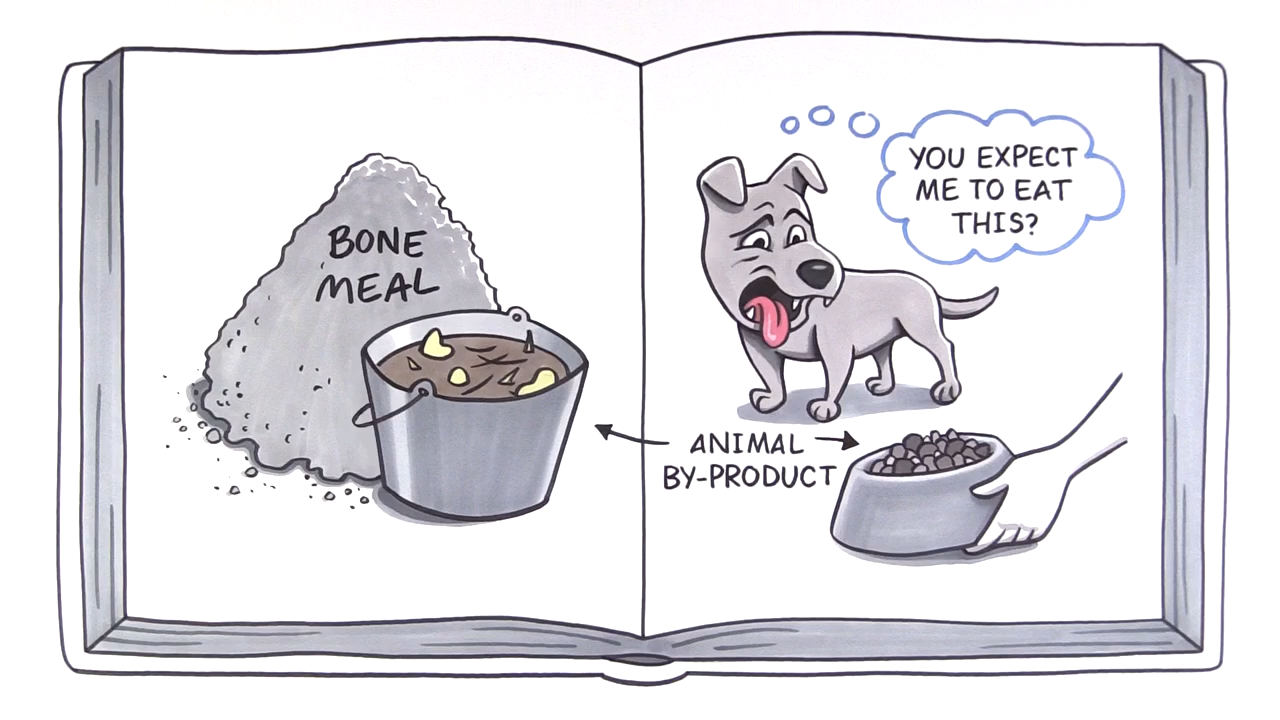 BONE
MEAL
YOU EXPECT
ME TO EAT
THIS?
ANIMAL
BY-PRODUCT